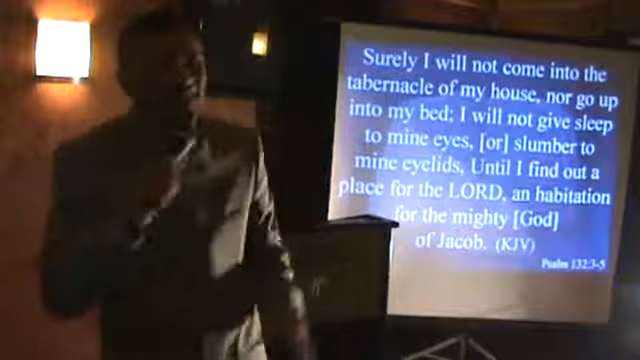 Surely I will not come into the
tabernacle of my house, nor go up
into my bed; I will not give sleep
to mine eyes, [or] slumber to
mine eyelids, Until I find out a
place for the LORD, an habitation
for the mighty [God]
of Jacob. (KJV)
Psalm 132:3-5